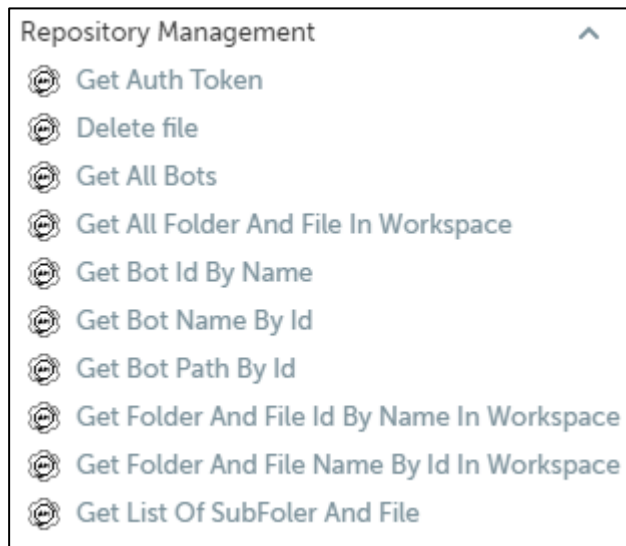 Repository Management
Get Auth Token
Delete file
Get All Bots
Get All Folder And File In Workspace
Get Bot Id By Name
Get Bot Name By Id
Get Bot Path By Id
Get Folder And File Id By Name In Workspace
Get Folder And File Name By Id In Workspace
Get List Of SubFoler And File